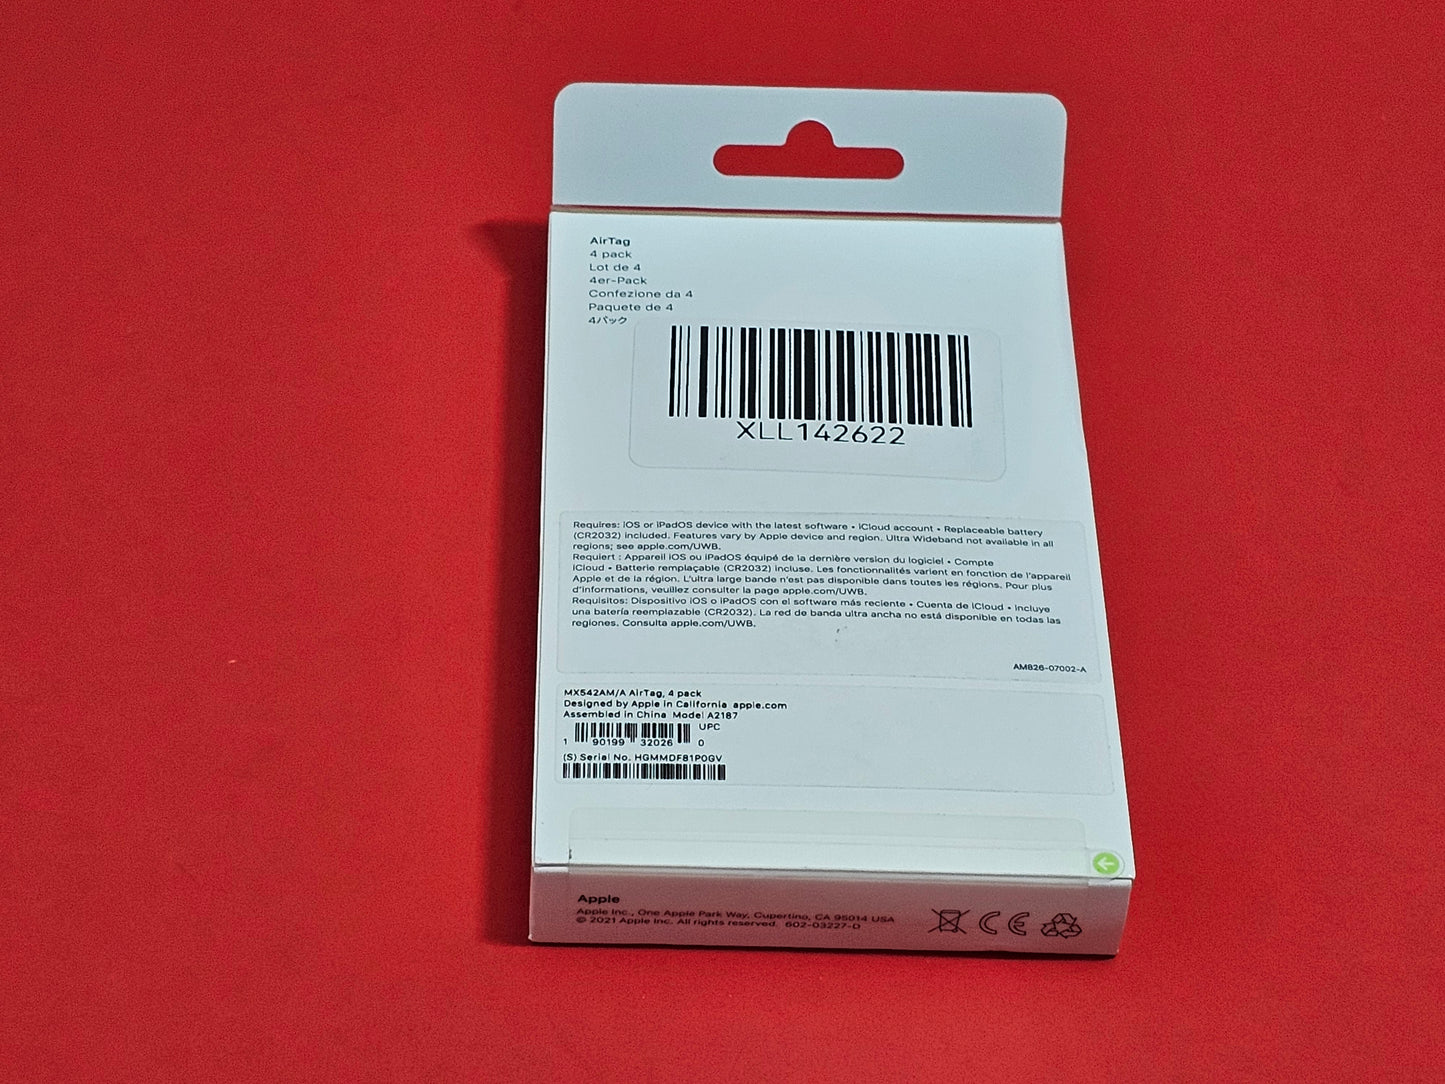 AirTag
4 pack
Lot de 4
4er-Pack
Confezione da 4
Paquete de 4
4パック
XLL142622
Requires: iOS or iPadOS device with the latest software • iCloud account • Replaceable battery
(CR2032) included. Features vary by Apple device and region. Ultra Wideband not available in all
regions; see apple.com/UWB.
Requiert : Appareil iOS ou iPadOS équipé de la dernière version du logiciel • Compte
iCloud • Batterie remplaçable (CR2032) incluse. Les fonctionnalités varient en fonction de l'appareil
Apple et de la région. L'ultra large bande n'est pas disponible dans toutes les régions. Pour plus
d'informations, veuillez consulter la page apple.com/UWB.
Requisitos: Dispositivo iOS o iPadOS con el software más reciente • Cuenta de iCloud • Incluye
una batería reemplazable (CR2032). La red de banda ultra ancha no está disponible en todas las
regiones. Consulta apple.com/UWB.
AM826-07002-A
MX542AM/A AirTag, 4 pack
Designed by Apple in California apple.com
Assembled in China Model A2187
UPC
1 90199 32026 0
(S) Serial No. HGMMDF81P0GV
Apple
Apple Inc., One Apple Park Way, Cupertino, CA 95014 USA
© 2021 Apple Inc. All rights reserved. 602-03227-D